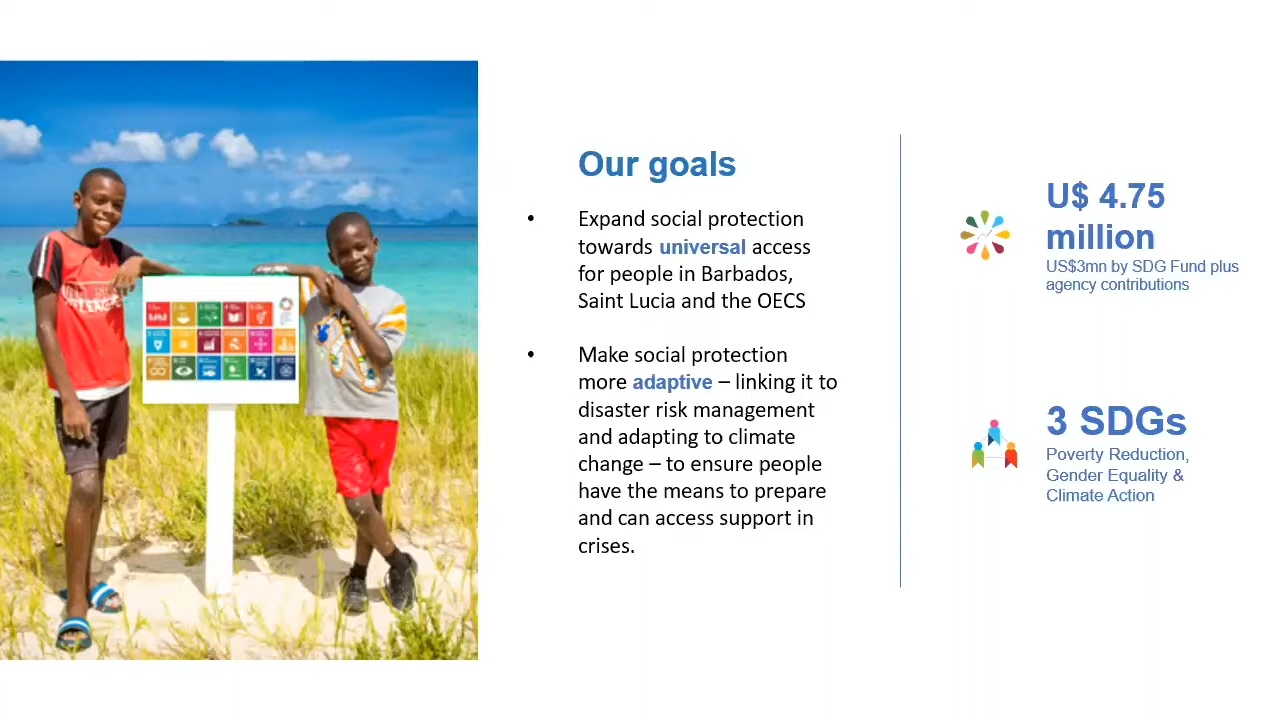 Our goals
• Expand social protection
towards universal access
for people in Barbados,
Saint Lucia and the OECS
• Make social protection
more adaptive – linking it to
disaster risk management
and adapting to climate
change – to ensure people
have the means to prepare
and can access support in
crises.
U$ 4.75
million
US$3mn by SDG Fund plus
agency contributions
3 SDGs
Poverty Reduction,
Gender Equality &
Climate Action